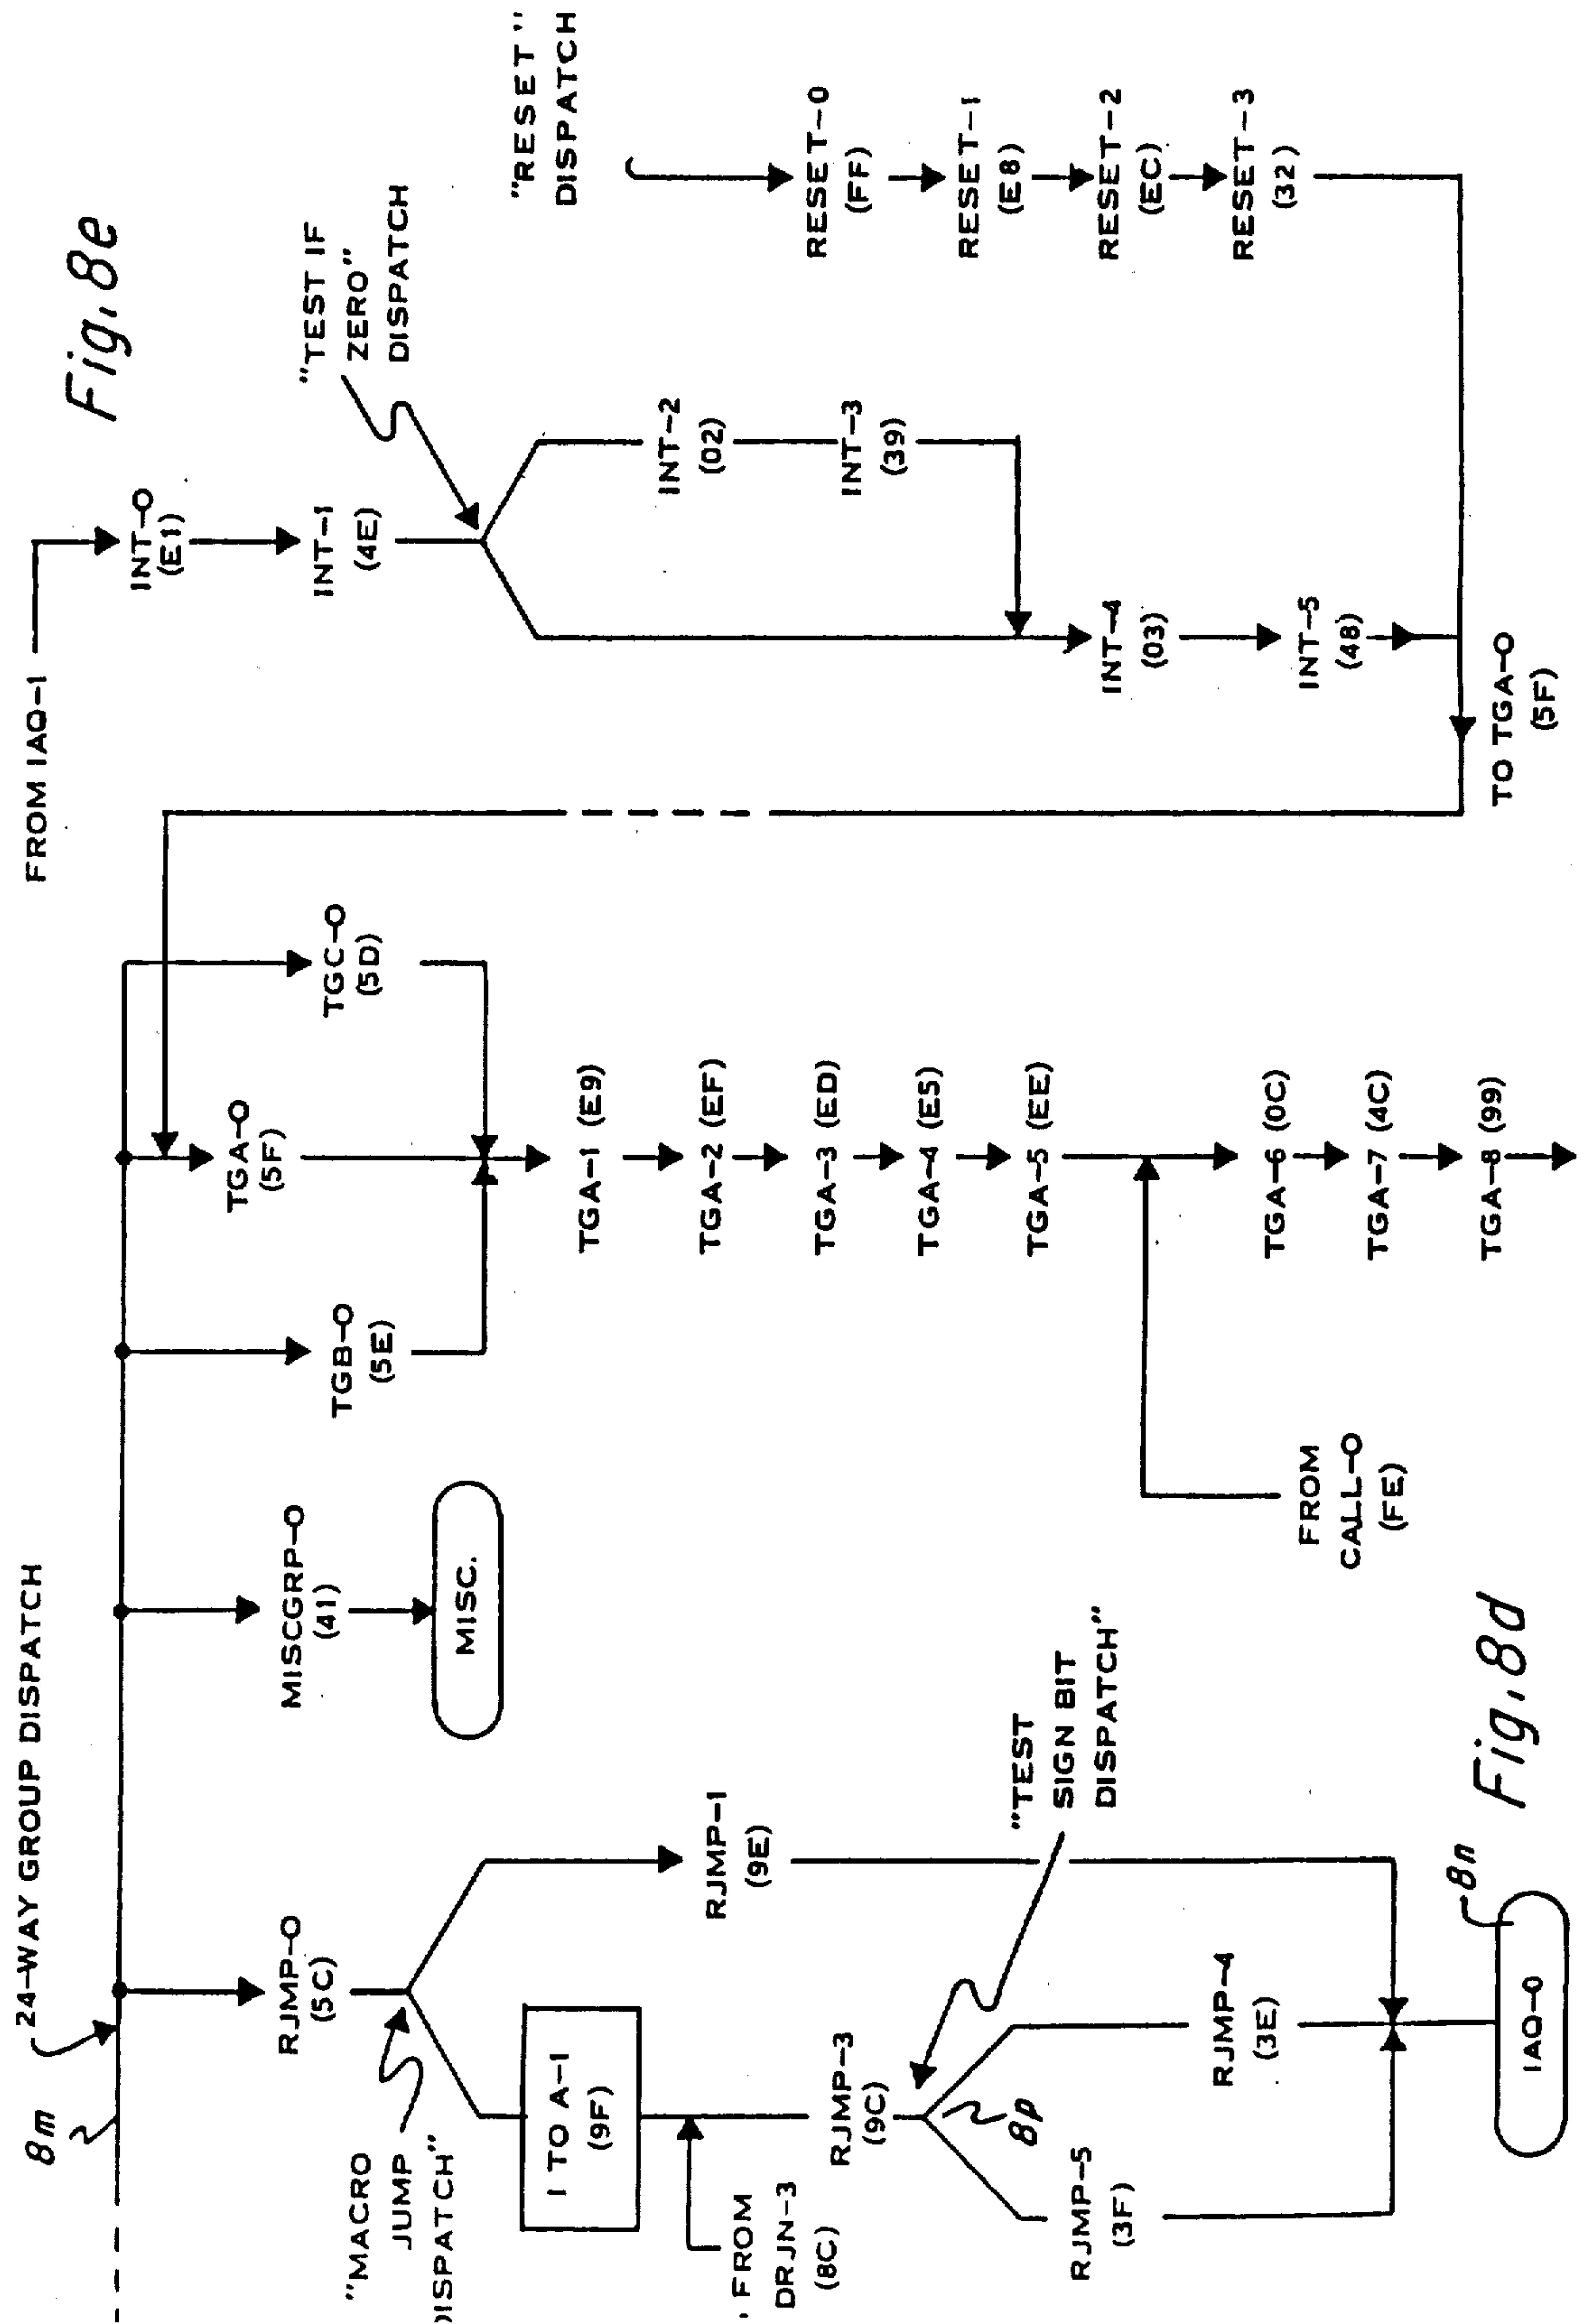 8m
24-WAY GROUP DISPATCH
RJMP-0
(5C)
"MACRO
JUMP
DISPATCH"
1 TO A-1
(9F)
RJMP-1
(9E)
FROM
DRJN-3
(8C)
RJMP-3
(9C)
"TEST
SIGN BIT
DISPATCH"
8p
RJMP-5
(3F)
RJMP-4
(3E)
8n
IAQ-0
Fig. 8d
MISCGRP-0
(41)
MISC.
TGB-0
(5E)
TGA-0
(5F)
TGC-0
(5D)
TGA-1 (E9)
TGA-2 (EF)
TGA-3 (ED)
TGA-4 (E5)
TGA-5 (EE)
FROM
CALL-0
(FE)
TGA-6 (0C)
TGA-7 (4C)
TGA-8 (99)
Fig. 8e
FROM IAQ-1
INT-0
(E1)
INT-1
(4E)
"TEST IF
ZERO"
DISPATCH
INT-2
(02)
INT-3
(39)
INT-4
(03)
INT-5
(48)
TO TGA-0
(5F)
"RESET"
DISPATCH
RESET-0
(FF)
RESET-1
(E8)
RESET-2
(EC)
RESET-3
(32)